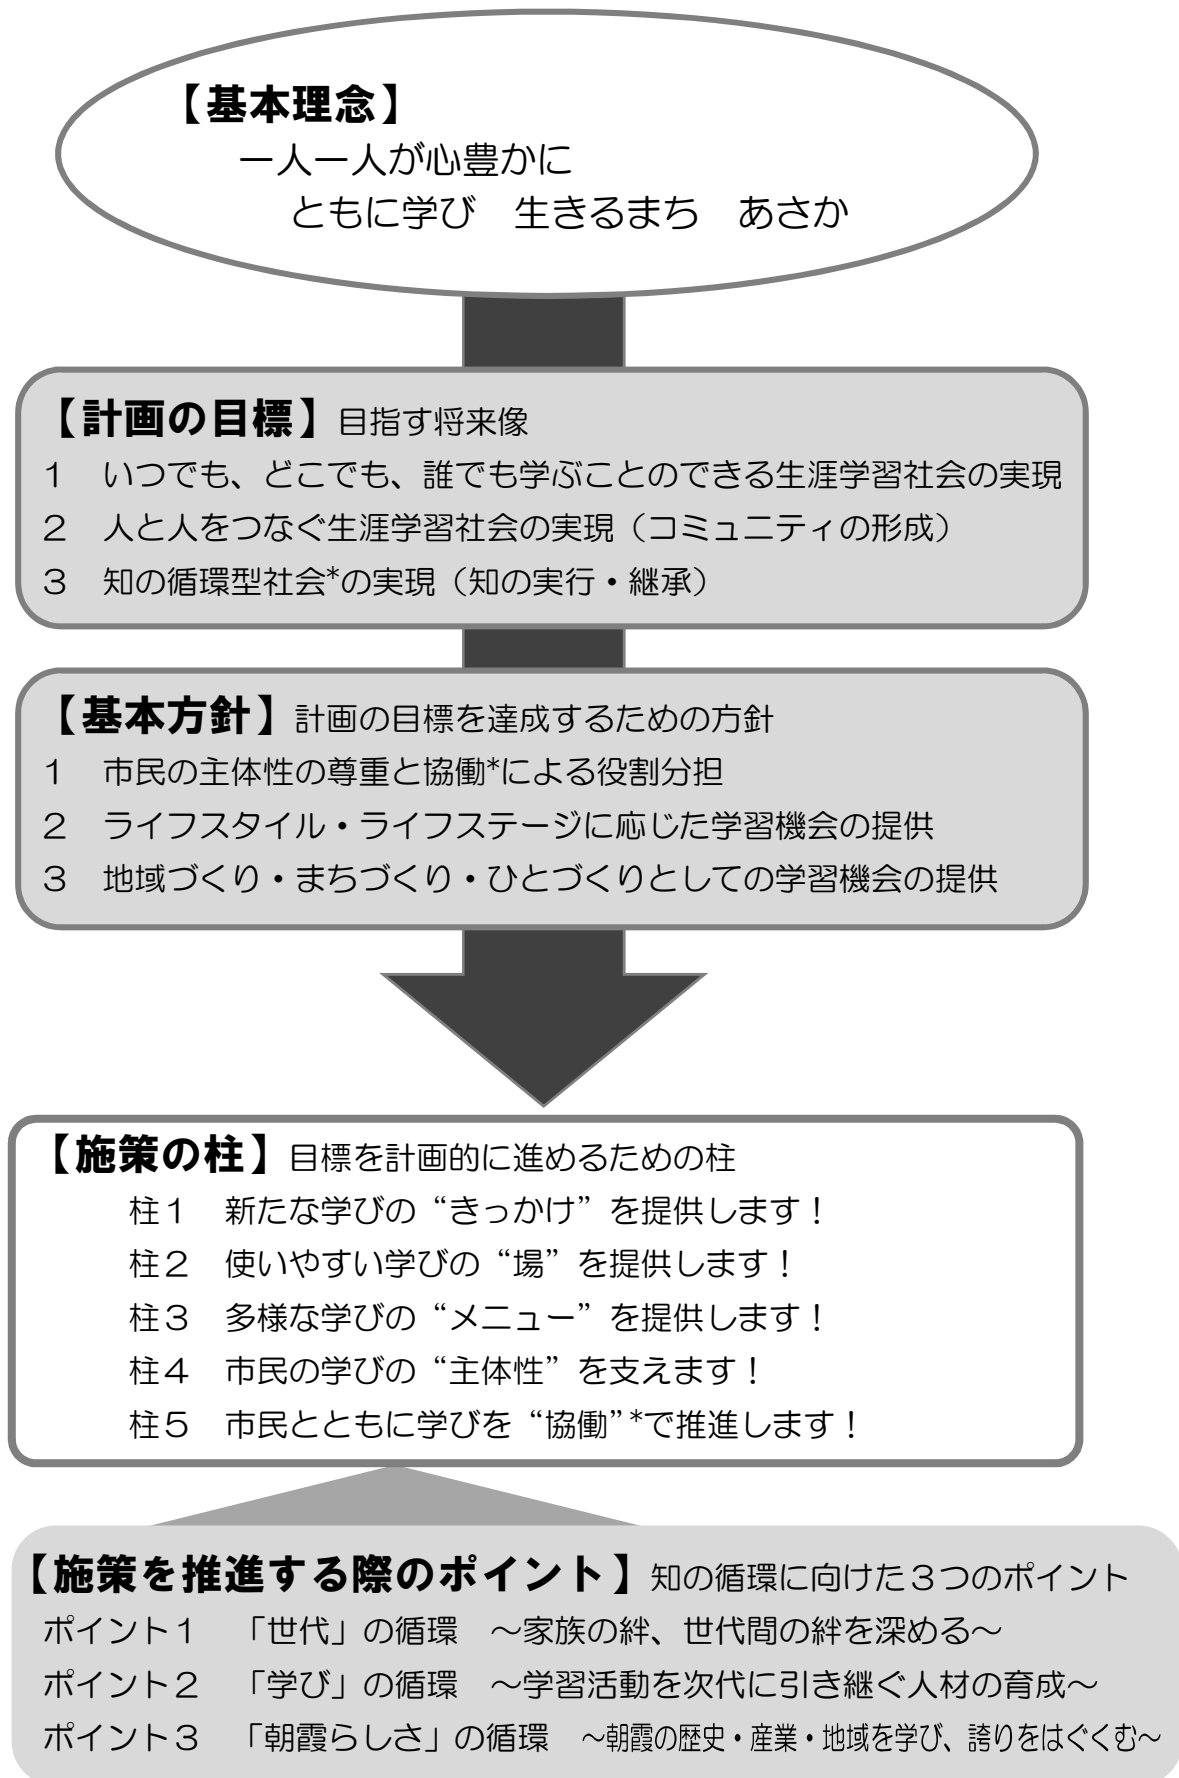 【基本理念】
一人一人が心豊かに
ともに学び　生きるまち　あさか
【計画の目標】目指す将来像
１　いつでも、どこでも、誰でも学ぶことのできる生涯学習社会の実現
２　人と人をつなぐ生涯学習社会の実現（コミュニティの形成）
３　知の循環型社会*の実現（知の実行・継承）
【基本方針】計画の目標を達成するための方針
１　市民の主体性の尊重と協働*による役割分担
２　ライフスタイル・ライフステージに応じた学習機会の提供
３　地域づくり・まちづくり・ひとづくりとしての学習機会の提供
【施策の柱】目標を計画的に進めるための柱
柱１　新たな学びの“きっかけ”を提供します！
柱２　使いやすい学びの“場”を提供します！
柱３　多様な学びの“メニュー”を提供します！
柱４　市民の学びの“主体性”を支えます！
柱５　市民とともに学びを“協働”*で推進します！
【施策を推進する際のポイント】知の循環に向けた３つのポイント
ポイント１　「世代」の循環　～家族の絆、世代間の絆を深める～
ポイント２　「学び」の循環　～学習活動を次代に引き継ぐ人材の育成～
ポイント３　「朝霞らしさ」の循環　～朝霞の歴史・産業・地域を学び、誇りをはぐくむ～